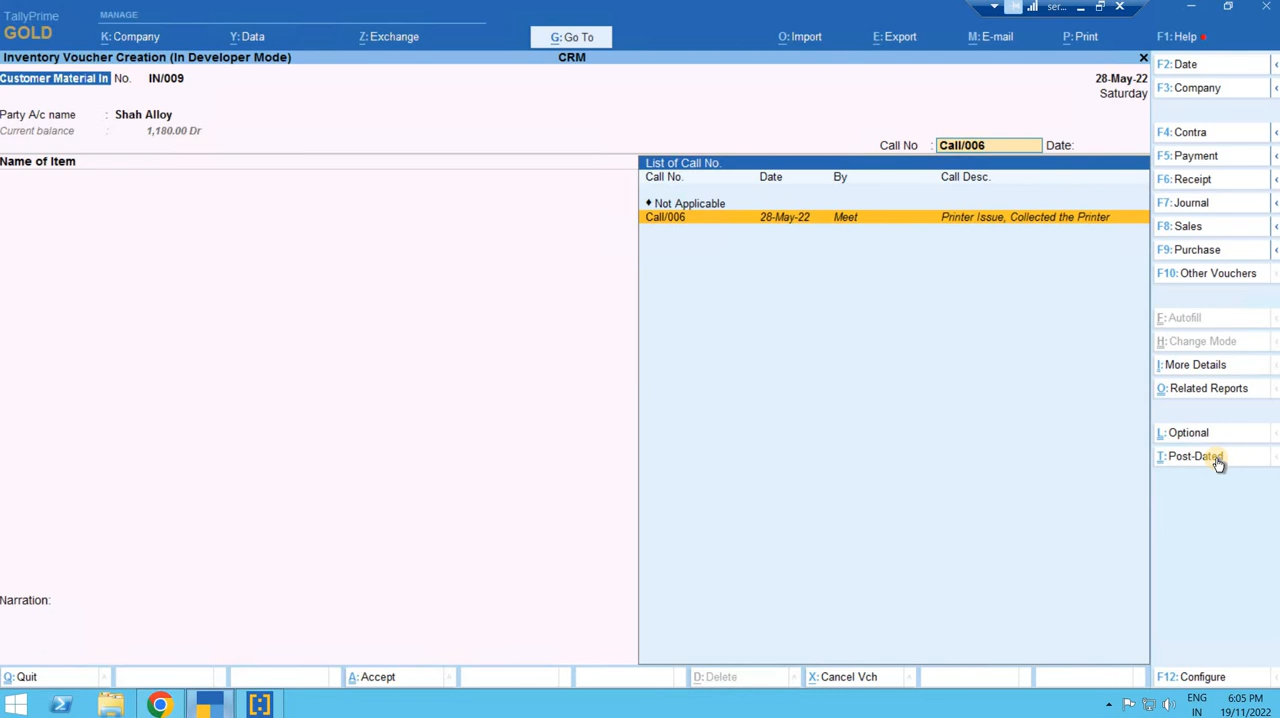 TallyPrime
GOLD
MANAGE
K: Company
Y: Data
Z: Exchange
G: Go To
O: Import
E: Export
M: E-mail
P: Print
F1: Help
ser...
Inventory Voucher Creation (In Developer Mode)
CRM
Customer Material In No. IN/009
28-May-22
Saturday
Party A/c name : Shah Alloy
Current balance : 1,180.00 Dr
Call No : Call/006 Date:
Name of Item
List of Call No.
Call No. Date By Call Desc.
♦ Not Applicable
Call/006 28-May-22 Meet Printer Issue, Collected the Printer
Narration:
F2: Date
F3: Company
F4: Contra
F5: Payment
F6: Receipt
F7: Journal
F8: Sales
F9: Purchase
F10: Other Vouchers
F: Autofill
H: Change Mode
I: More Details
O: Related Reports
L: Optional
T: Post-Dated
Q: Quit
A: Accept
D: Delete
X: Cancel Vch
F12: Configure
ENG
IN
6:05 PM
19/11/2022